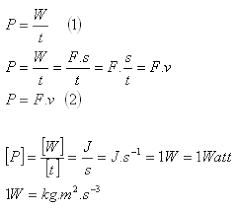 P = W/t (1)
P = W/t = F.s/t = F. s/t = F.v
P = F.v (2)
[P] = [W]/[t] = J/s = J.s⁻¹ = 1W = 1Watt
1W = kg.m².s⁻³